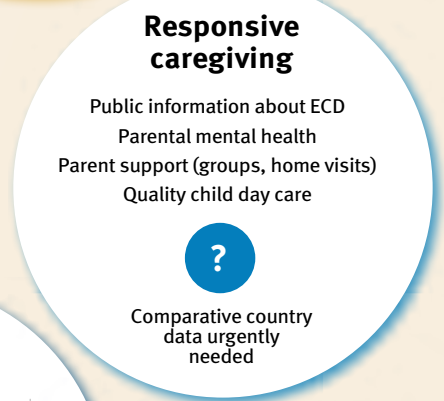 Responsive
caregiving
Public information about ECD
Parental mental health
Parent support (groups, home visits)
Quality child day care
?
Comparative country
data urgently
needed